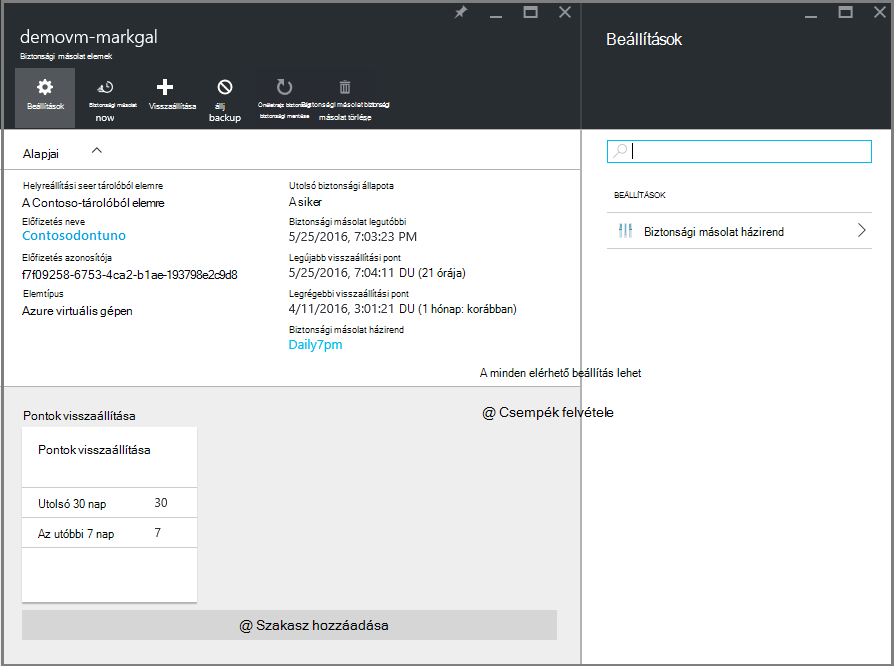 demovm-markgal
Biztonsági másolat elemek
Beállítások
Biztonsági másolat
now
Visszaállítása
állj
backup
biztonsági mentése
Biztonsági másolat biztonsági
másolat törlése
Alapjai
Helyreállítási seer tárolóból elemre
A Contoso-tárolóból elemre
Előfizetés neve
Contosodontuno
Előfizetés azonosítója
f7f09258-6753-4ca2-b1ae-193798e2c9d8
Elemtípus
Azure virtuális gépen
Utolsó biztonsági állapota
A siker
Biztonsági másolat legutóbbi
5/25/2016, 7:03:23 PM
Legújabb visszaállítási pont
5/25/2016, 7:04:11 DU (21 órája)
Legrégebbi visszaállítási pont
4/11/2016, 3:01:21 DU (1 hónap: korábban)
Biztonsági másolat házirend
Daily7pm
A minden elérhető beállítás lehet
@ Csempék felvétele
Pontok visszaállítása
Pontok visszaállítása
Utolsó 30 nap 30
Az utóbbi 7 nap 7
@ Szakasz hozzáadása
Beállítások
BEÁLLÍTÁSOK
Biztonsági másolat házirend